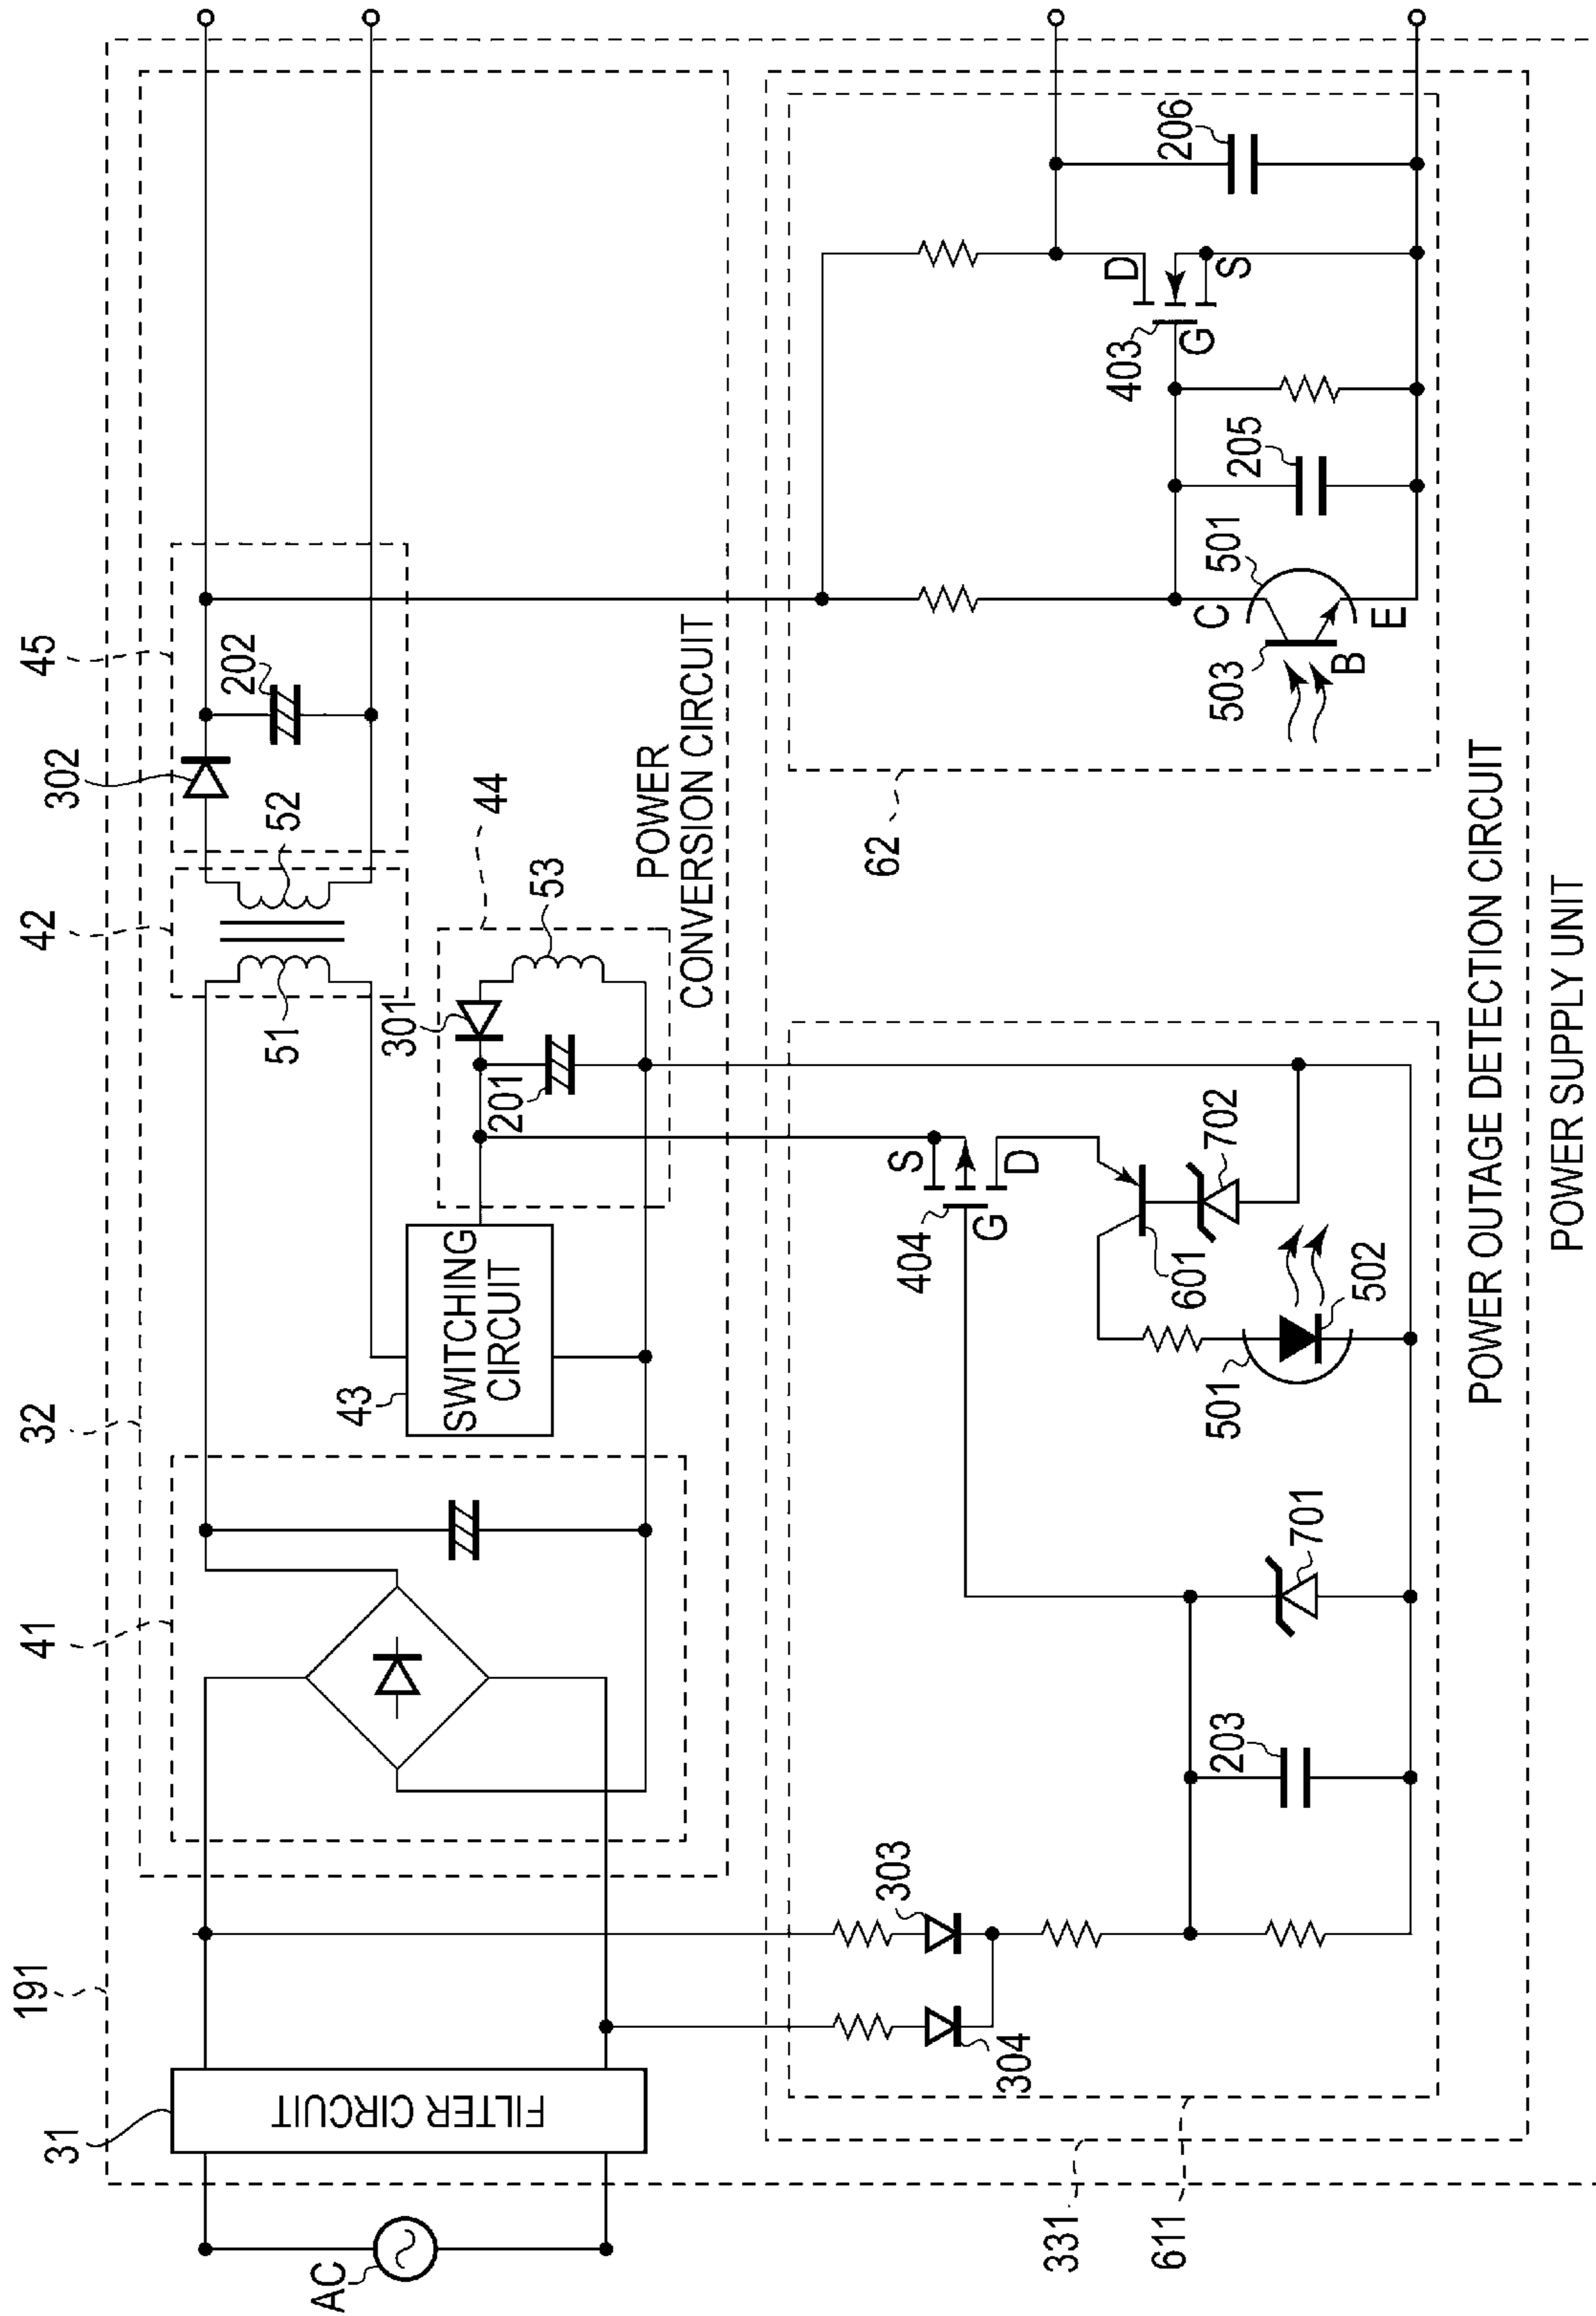 191
32
41
42
45
31
FILTER CIRCUIT
AC
43
SWITCHING
CIRCUIT
51
52
302
202
44
301
201
53
POWER
CONVERSION CIRCUIT
331
611
303
304
203
701
404
S
G
D
601
702
501
502
62
503
501
C
B
E
205
403
D
G
S
206
POWER OUTAGE DETECTION CIRCUIT
POWER SUPPLY UNIT